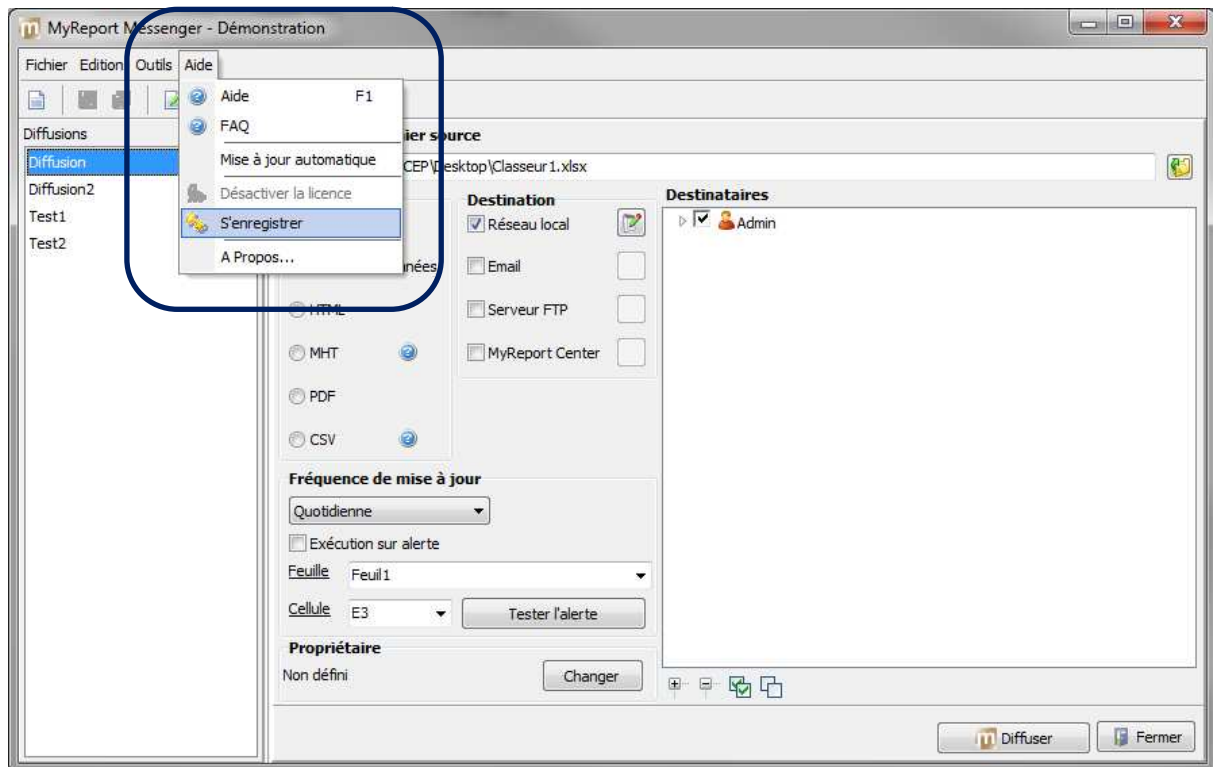 MyReport Messenger - Démonstration
Fichier Edition Outils Aide
Aide F1
FAQ
Mise à jour automatique
Désactiver la licence
S'enregistrer
A Propos...
Diffusions
Diffusion
Diffusion2
Test1
Test2
ier source
CEP\Desktop\Classeur1.xlsx
nées
HTML
MHT
PDF
CSV
Destination
Réseau local
Email
Serveur FTP
MyReport Center
Destinataires
Admin
Fréquence de mise à jour
Quotidienne
Exécution sur alerte
Feuille Feuil1
Cellule E3 Tester l'alerte
Propriétaire
Non défini Changer
Diffuser Fermer